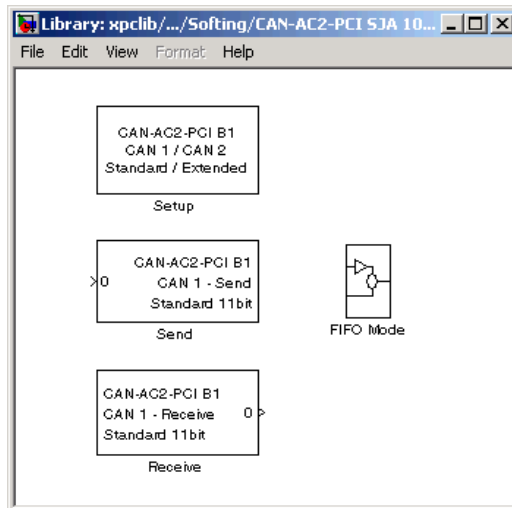 Library: xpclib/.../Softing/CAN-AC2-PCI SJA 10...
File Edit View Format Help
CAN-AC2-PCI B1
CAN 1 / CAN 2
Standard / Extended
Setup
0
CAN-AC2-PCI B1
CAN 1 - Send
Standard 11bit
Send
FIFO Mode
CAN-AC2-PCI B1
CAN 1 - Receive 0
Standard 11bit
Receive